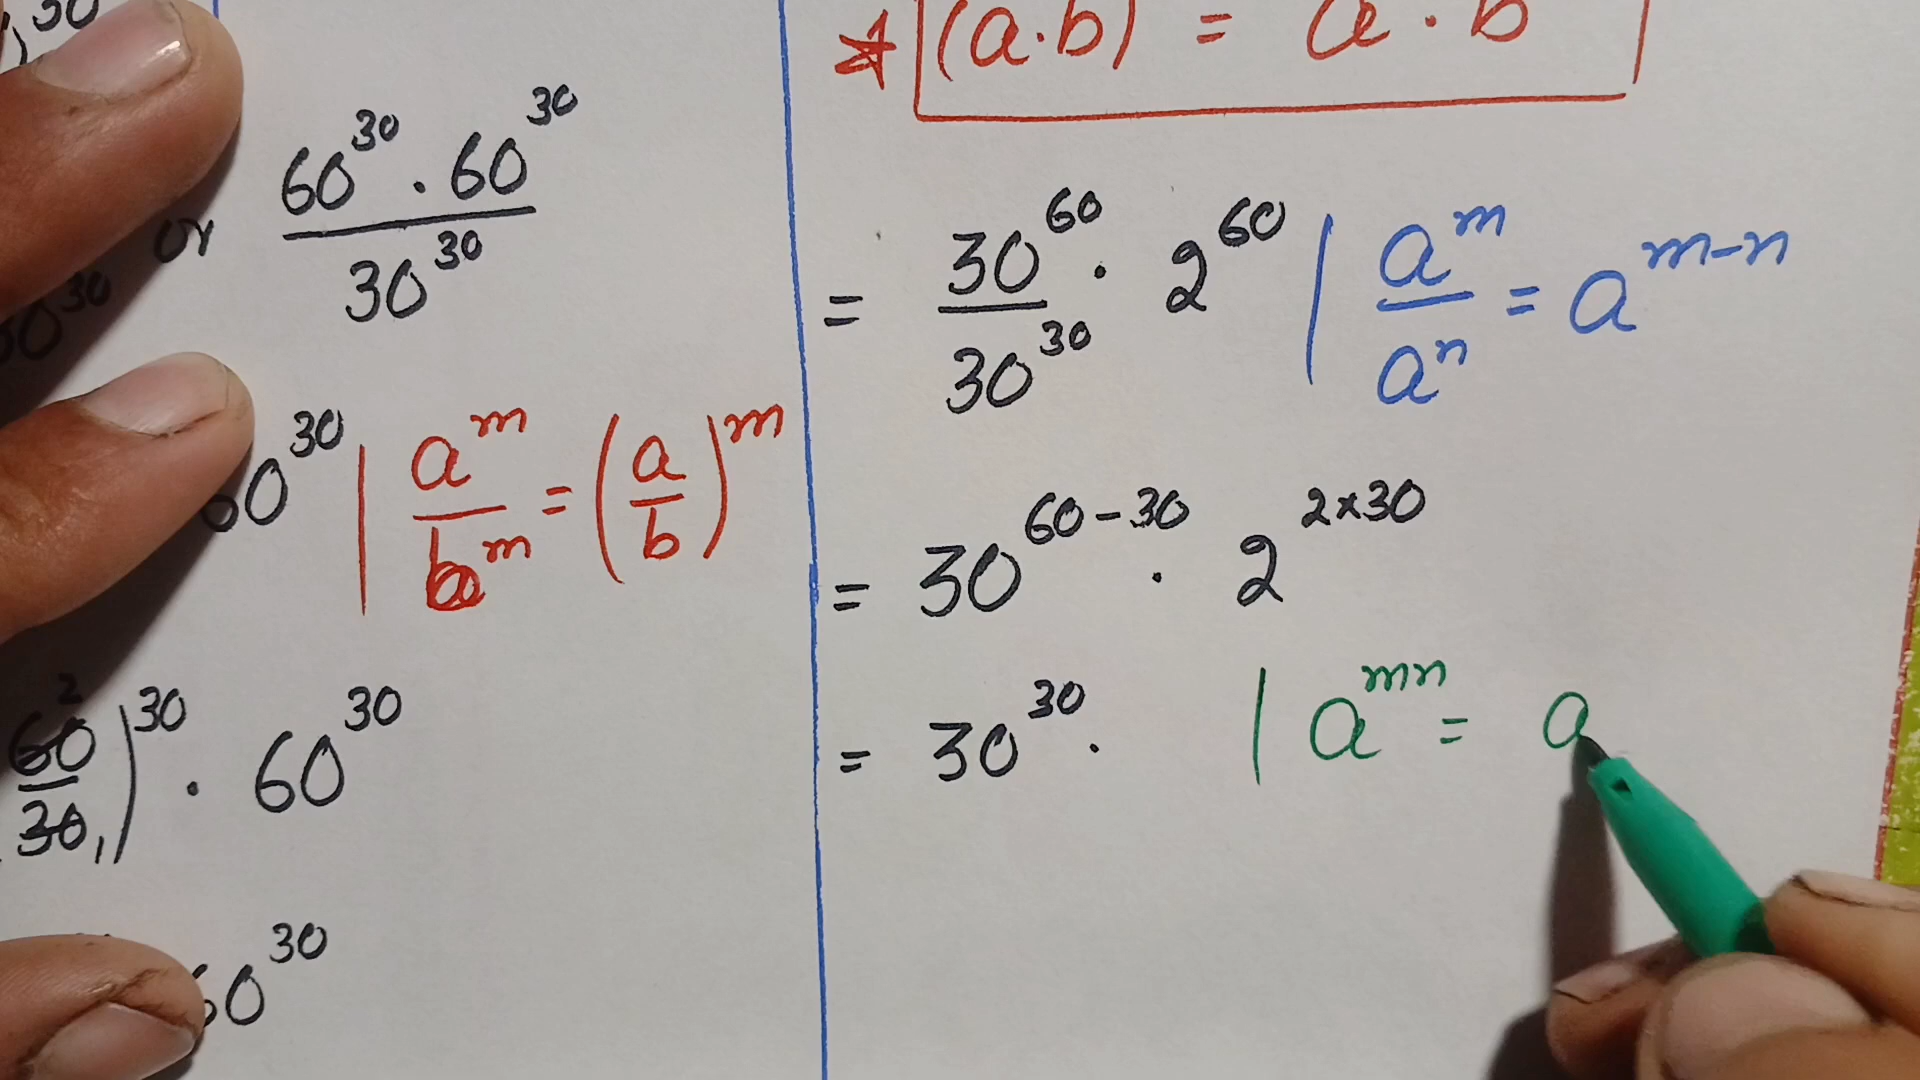 or 60^30 · 60^30 / 30^30
60^30 | a^m / b^m = (a/b)^m
60/30)^30 · 60^30
60^30
(a·b) = a · b
= 30^60 / 30^30 · 2^60 | a^m / a^n = a^m-n
= 30^60-30 · 2^2×30
= 30^30 · | a^mn = a